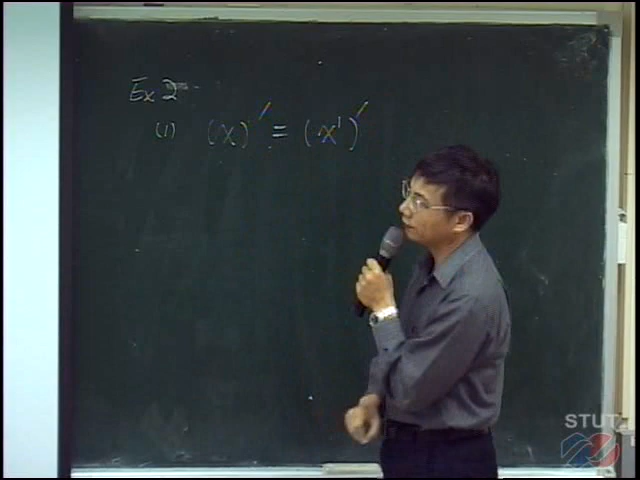 Ex 2
(1) (x)′ = (x¹)′
STUT